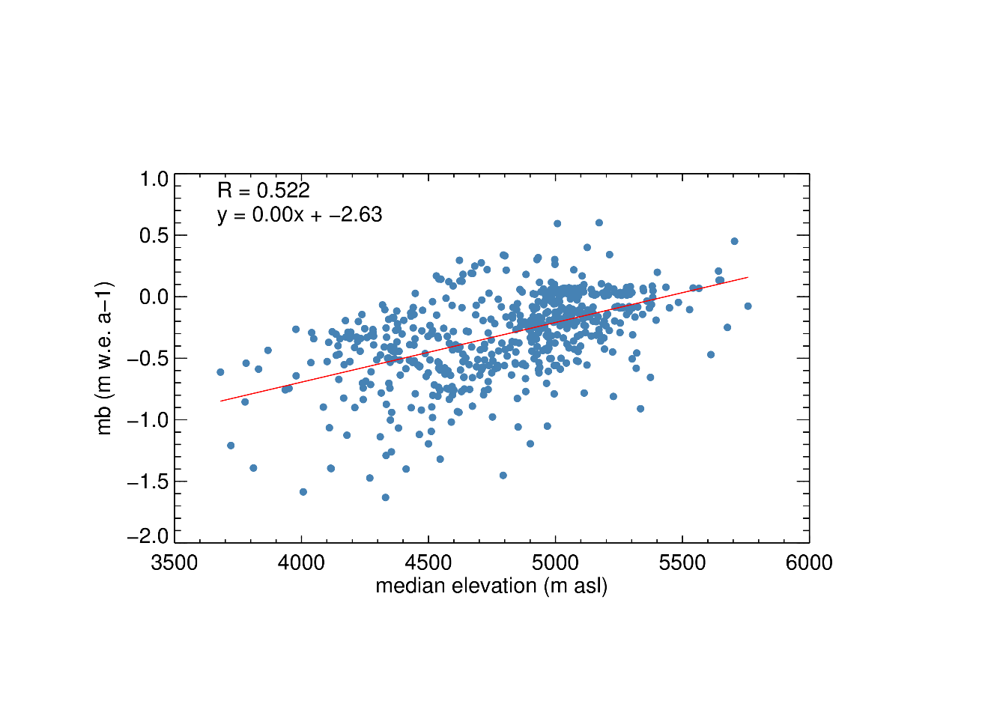 R = 0.522
y = 0.00x + −2.63
1.0
0.5
0.0
−0.5
−1.0
−1.5
−2.0
mb (m w.e. a−1)
3500 4000 4500 5000 5500 6000
median elevation (m asl)